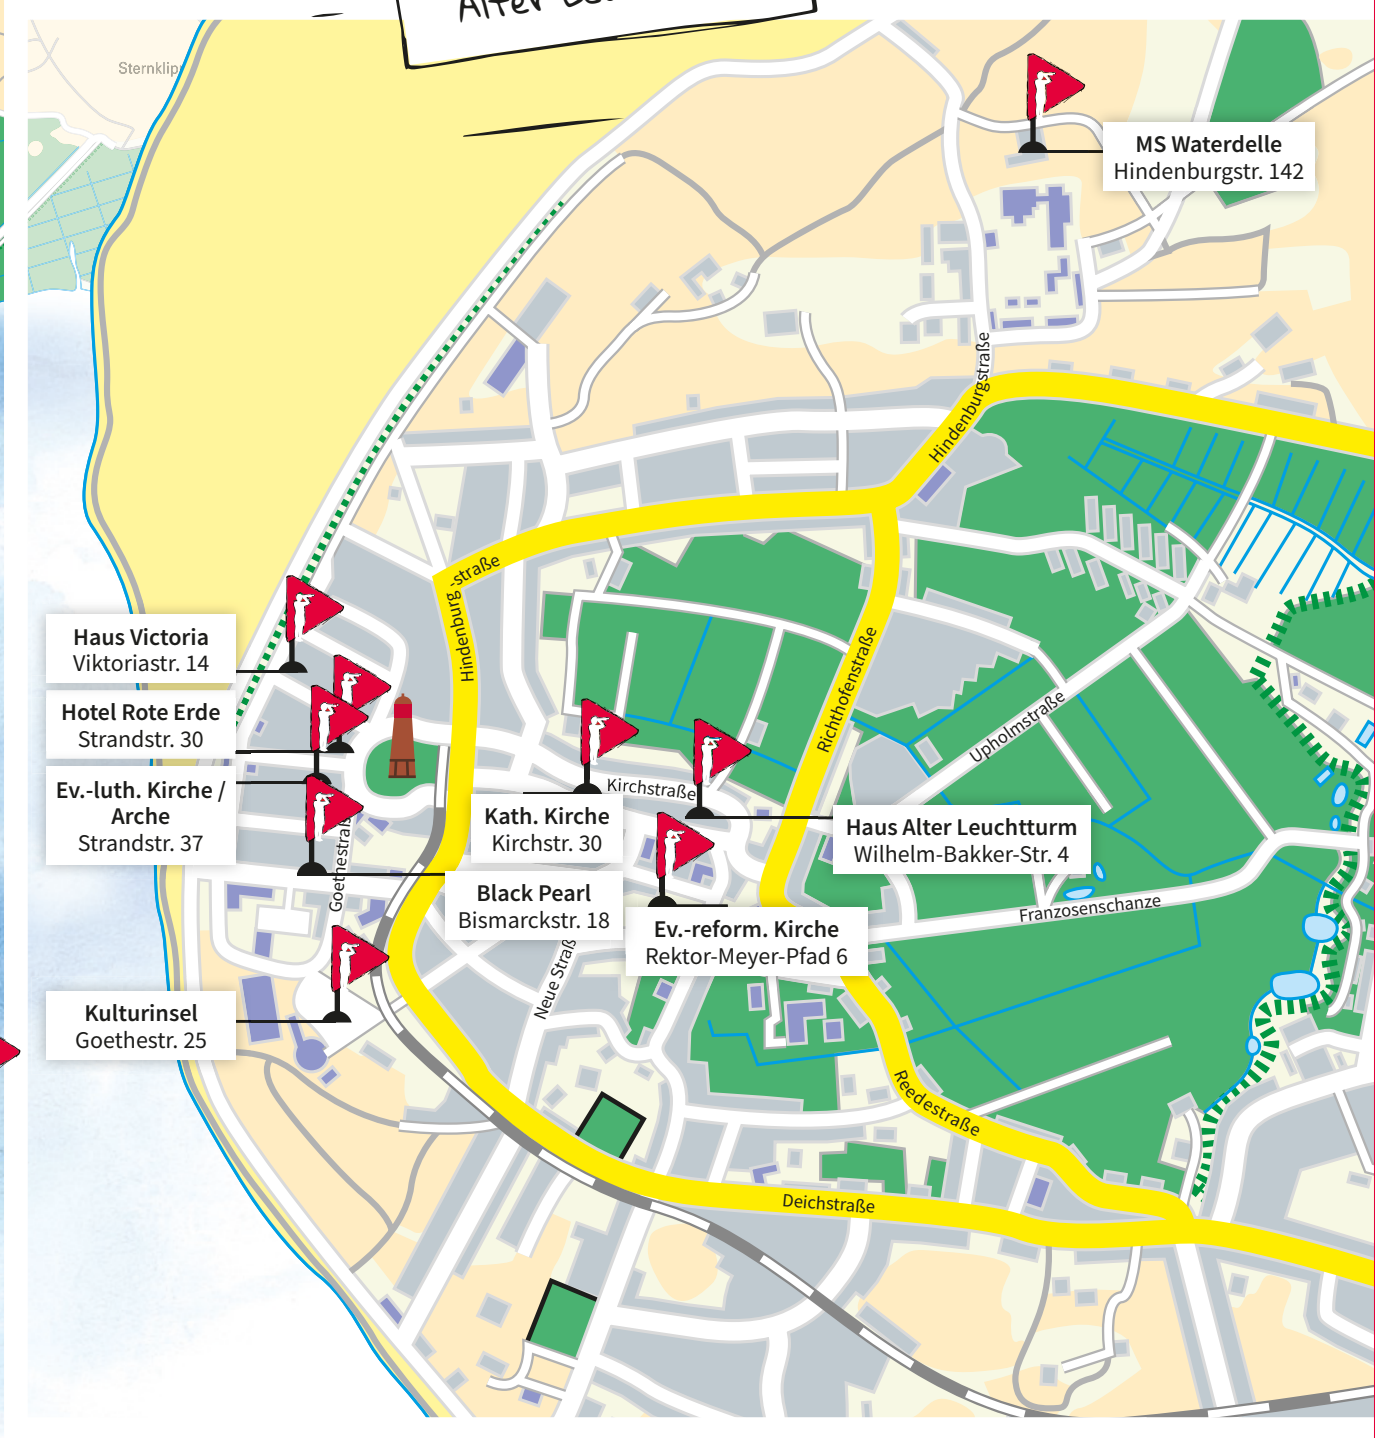 Alter
Sternklip
MS Waterdelle
Hindenburgstr. 142
Hindenburgstraße
-straße
Hindenburg
Haus Victoria
Viktoriastr. 14
Hotel Rote Erde
Strandstr. 30
Ev.-luth. Kirche /
Arche
Strandstr. 37
Richthofenstraße
Upholmstraße
Kirchstraße
Kath. Kirche
Kirchstr. 30
Haus Alter Leuchtturm
Wilhelm-Bakker-Str. 4
Goethestraß
Black Pearl
Bismarckstr. 18
Ev.-reform. Kirche
Rektor-Meyer-Pfad 6
Franzosenschanze
Neue Straß
Kulturinsel
Goethestr. 25
Reedestraße
Deichstraße